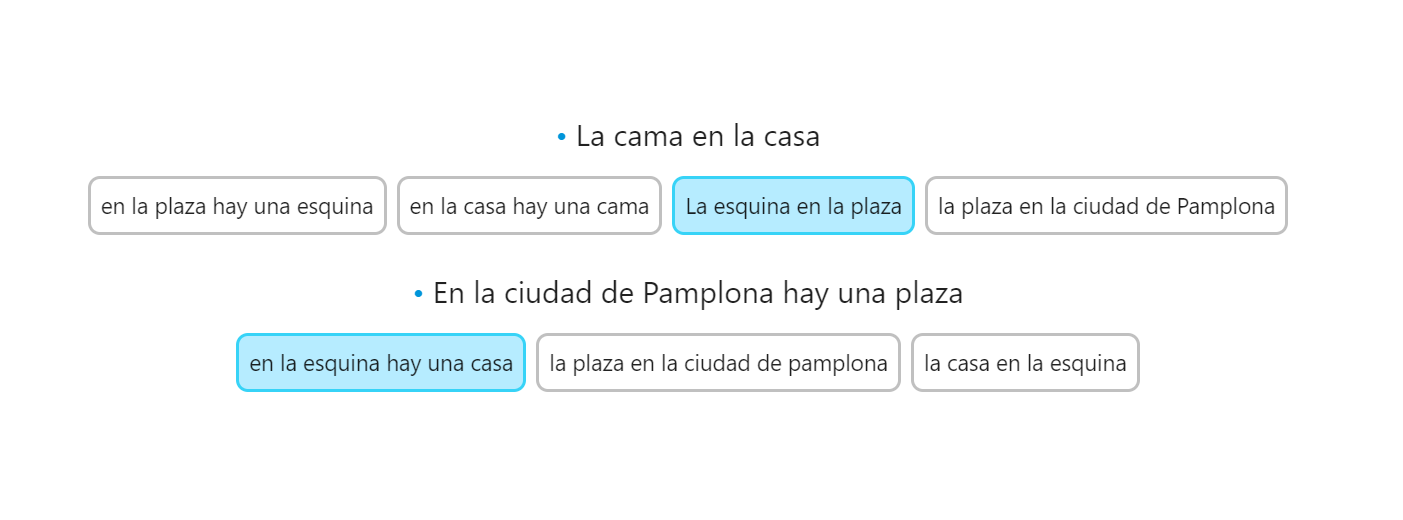 • La cama en la casa
en la plaza hay una esquina en la casa hay una cama La esquina en la plaza la plaza en la ciudad de Pamplona
• En la ciudad de Pamplona hay una plaza
en la esquina hay una casa la plaza en la ciudad de pamplona la casa en la esquina